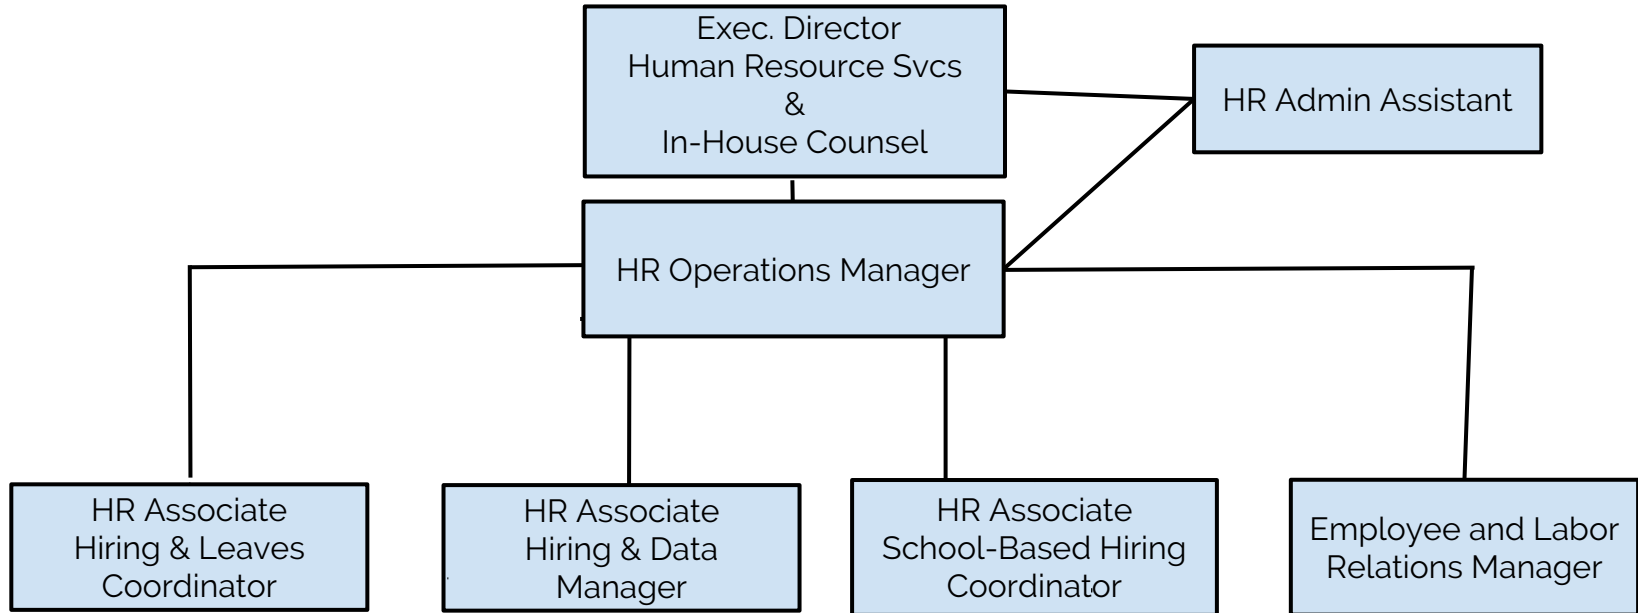 Exec. Director
Human Resource Svcs
&
In-House Counsel
HR Admin Assistant
HR Operations Manager
HR Associate
Hiring & Leaves
Coordinator
HR Associate
Hiring & Data
Manager
HR Associate
School-Based Hiring
Coordinator
Employee and Labor
Relations Manager